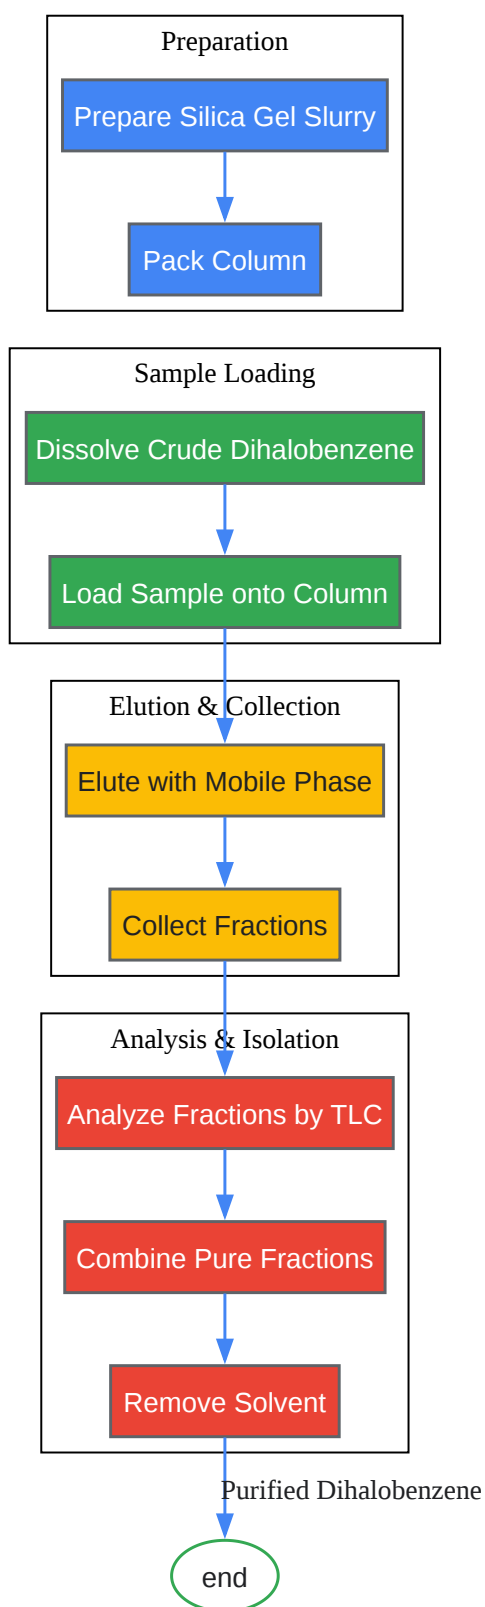 Preparation
Prepare Silica Gel Slurry
Pack Column
Sample Loading
Dissolve Crude Dihalobenzene
Load Sample onto Column
Elution & Collection
Elute with Mobile Phase
Collect Fractions
Analysis & Isolation
Analyze Fractions by TLC
Combine Pure Fractions
Remove Solvent
Purified Dihalobenzene
end